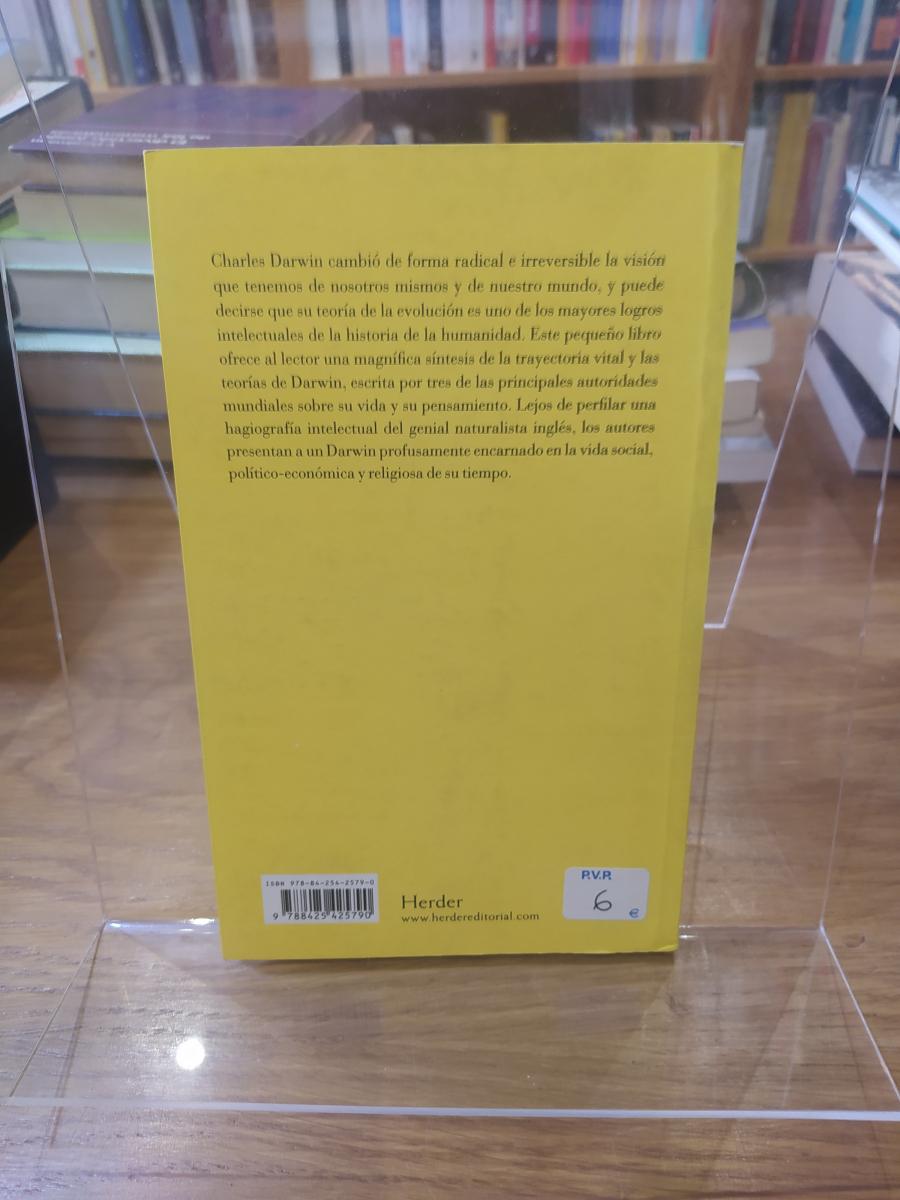 Charles Darwin cambió de forma radical e irreversible la visión
que tenemos de nosotros mismos y de nuestro mundo, y puede
decirse que su teoría de la evolución es uno de los mayores logros
intelectuales de la historia de la humanidad. Este pequeño libro
ofrece al lector una magnífica síntesis de la trayectoria vital y las
teorías de Darwin, escrita por tres de las principales autoridades
mundiales sobre su vida y su pensamiento. Lejos de perfilar una
hagiografía intelectual del genial naturalista inglés, los autores
presentan a un Darwin profusamente encarnado en la vida social,
político-económica y religiosa de su tiempo.
ISBN 978-84-254-2579-0
9 788425 425790
Herder
www.herdereditorial.com
P.V.P.
6
€